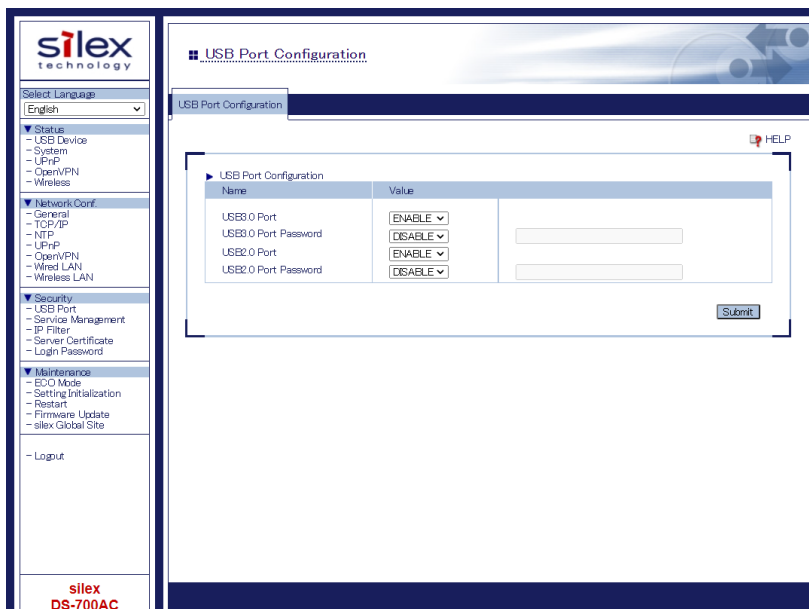 silex
technology
Select Language
English
▼ Status
- USB Device
- System
- UPnP
- OpenVPN
- Wireless
▼ Network Conf.
- General
- TCP/IP
- NTP
- UPnP
- OpenVPN
- Wired LAN
- Wireless LAN
▼ Security
- USB Port
- Service Management
- IP Filter
- Server Certificate
- Login Password
▼ Maintenance
- ECO Mode
- Setting Initialization
- Restart
- Firmware Update
- silex Global Site
- Logout
silex
DS-700AC
USB Port Configuration
USB Port Configuration
HELP
USB Port Configuration
Name Value
USB3.0 Port ENABLE
USB3.0 Port Password DISABLE
USB2.0 Port ENABLE
USB2.0 Port Password DISABLE
Submit